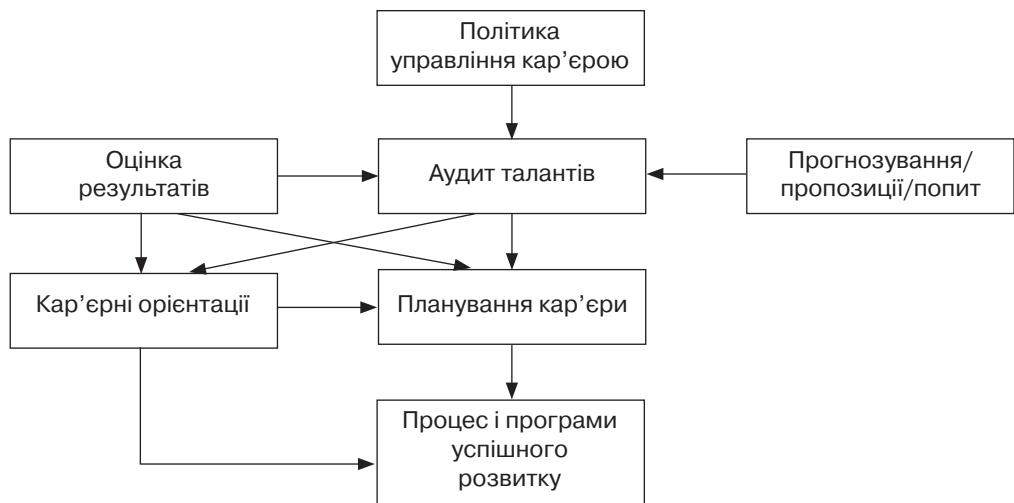 Політика
управління кар’єрою
Оцінка
результатів
Аудит талантів
Прогнозування/
пропозиції/попит
Кар’єрні орієнтації
Планування кар’єри
Процес і програми
успішного
розвитку